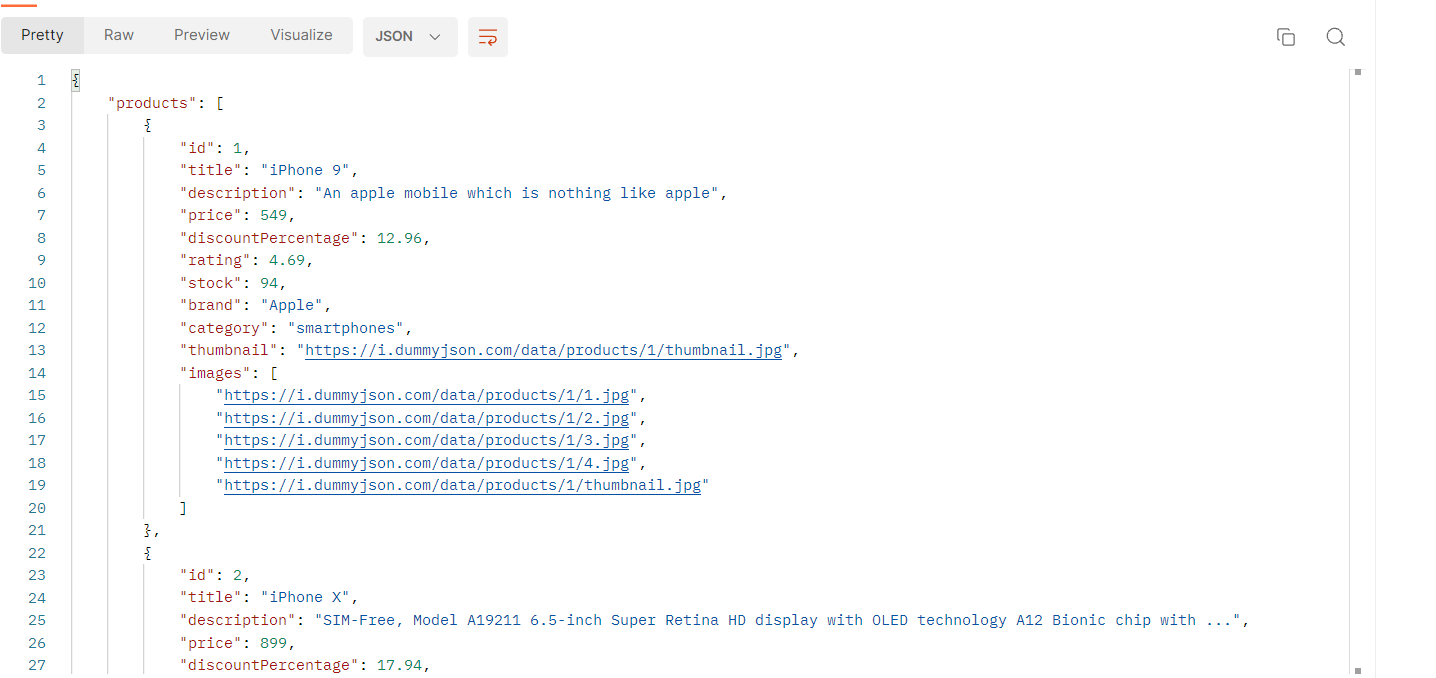 Pretty Raw Preview Visualize JSON
1 {
2 "products": [
3 {
4 "id": 1,
5 "title": "iPhone 9",
6 "description": "An apple mobile which is nothing like apple",
7 "price": 549,
8 "discountPercentage": 12.96,
9 "rating": 4.69,
10 "stock": 94,
11 "brand": "Apple",
12 "category": "smartphones",
13 "thumbnail": "https://i.dummyjson.com/data/products/1/thumbnail.jpg",
14 "images": [
15 "https://i.dummyjson.com/data/products/1/1.jpg",
16 "https://i.dummyjson.com/data/products/1/2.jpg",
17 "https://i.dummyjson.com/data/products/1/3.jpg",
18 "https://i.dummyjson.com/data/products/1/4.jpg",
19 "https://i.dummyjson.com/data/products/1/thumbnail.jpg"
20 ]
21 },
22 {
23 "id": 2,
24 "title": "iPhone X",
25 "description": "SIM-Free, Model A19211 6.5-inch Super Retina HD display with OLED technology A12 Bionic chip with ...",
26 "price": 899,
27 "discountPercentage": 17.94,